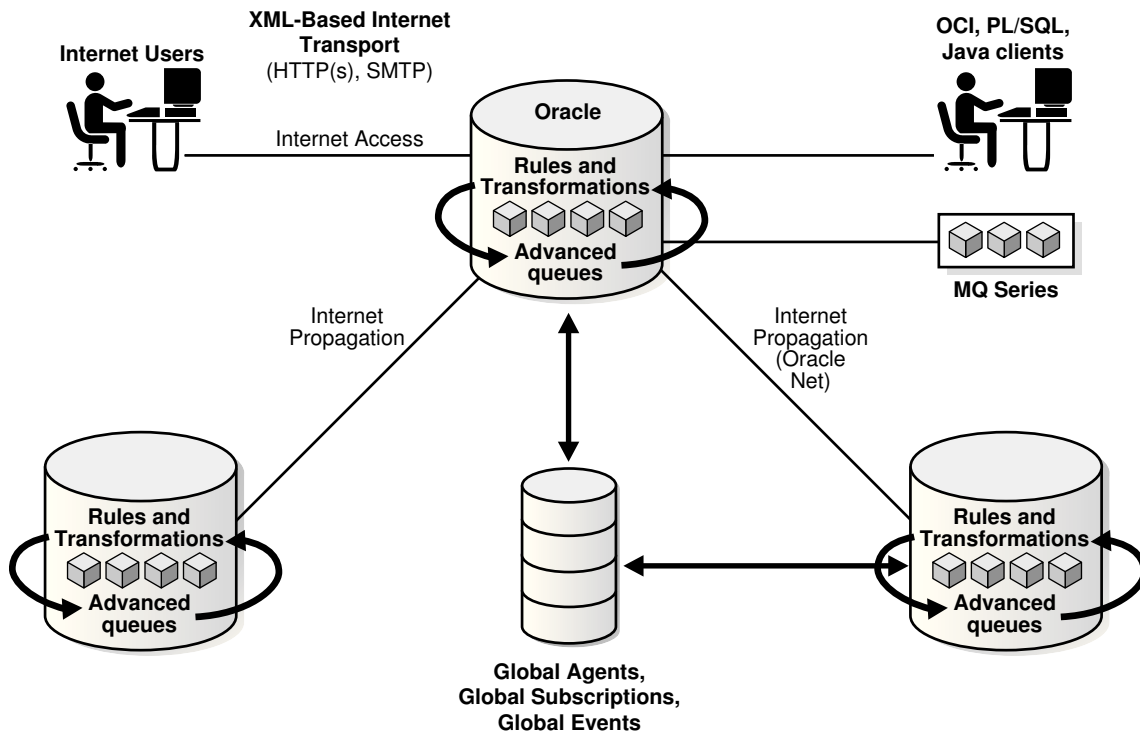 XML-Based Internet
Transport
(HTTP(s), SMTP)
Internet Users
OCI, PL/SQL,
Java clients
Oracle
Internet Access
Rules and
Transformations
Advanced
queues
MQ Series
Internet
Propagation
Internet
Propagation
(Oracle
Net)
Rules and
Transformations
Advanced
queues
Rules and
Transformations
Advanced
queues
Global Agents,
Global Subscriptions,
Global Events